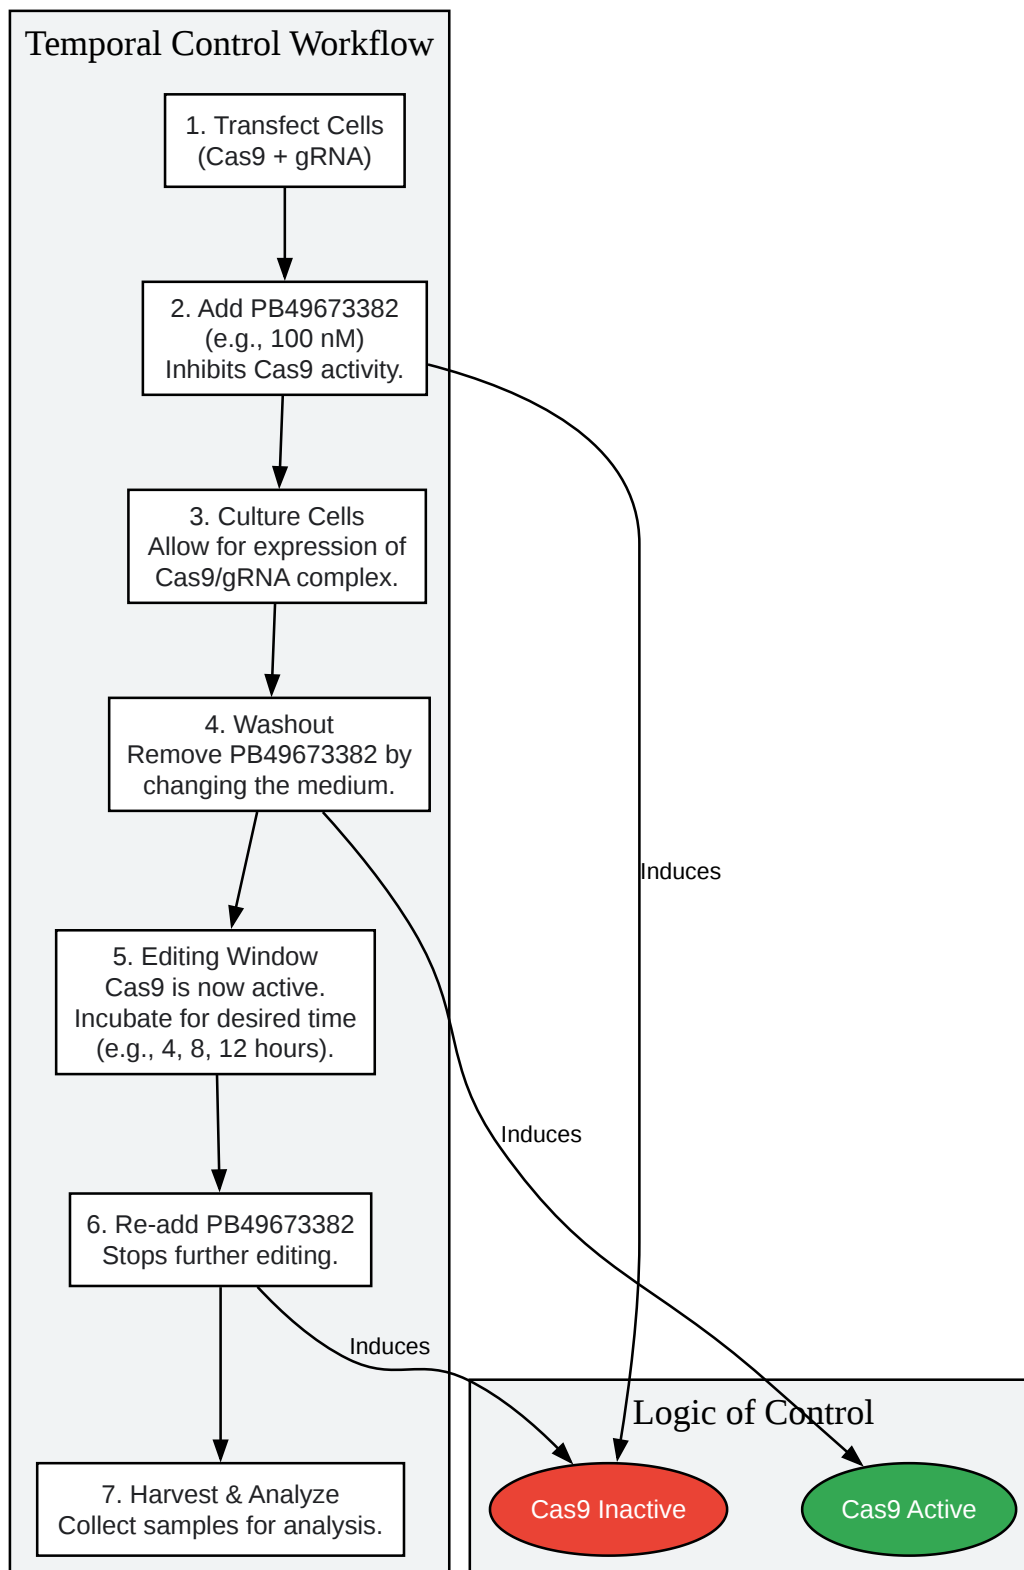 Temporal Control Workflow
1. Transfect Cells
(Cas9 + gRNA)
2. Add PB49673382
(e.g., 100 nM)
Inhibits Cas9 activity.
3. Culture Cells
Allow for expression of
Cas9/gRNA complex.
4. Washout
Remove PB49673382 by
changing the medium.
Induces
5. Editing Window
Cas9 is now active.
Incubate for desired time
(e.g., 4, 8, 12 hours).
Induces
6. Re-add PB49673382
Stops further editing.
Induces
Logic of Control
7. Harvest & Analyze
Collect samples for analysis.
Cas9 Inactive
Cas9 Active